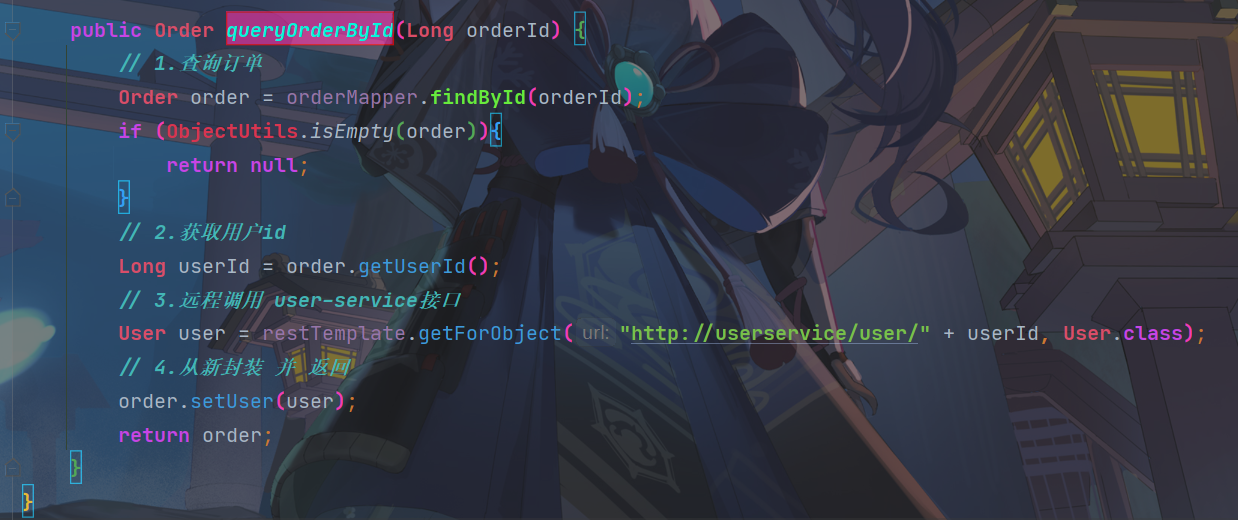 public Order queryOrderById(Long orderId) {
// 1.查询订单
Order order = orderMapper.findById(orderId);
if (ObjectUtils.isEmpty(order)){
return null;
}
// 2.获取用户id
Long userId = order.getUserId();
// 3.远程调用 user-service接口
User user = restTemplate.getForObject( url: "http://userservice/user/" + userId, User.class);
// 4.从新封装 并 返回
order.setUser(user);
return order;
}
}